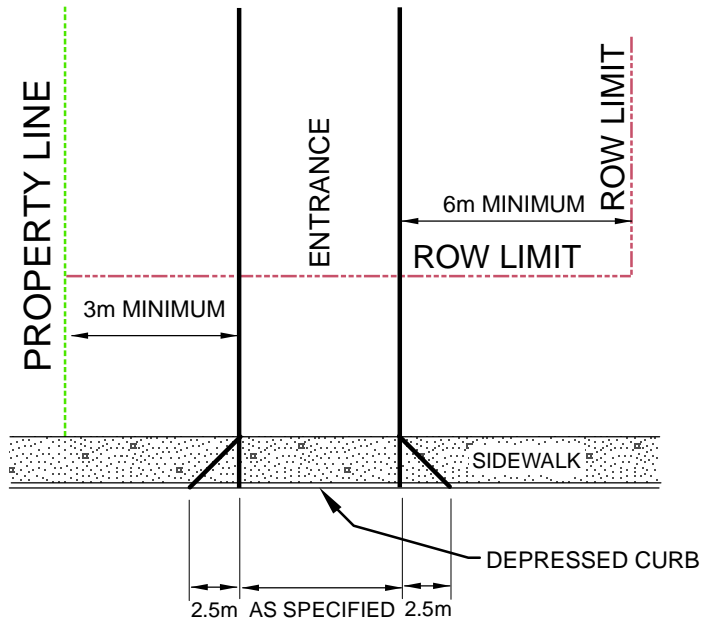 PROPERTY LINE
ENTRANCE
ROW LIMIT
6m MINIMUM
ROW LIMIT
3m MINIMUM
SIDEWALK
DEPRESSED CURB
2.5m AS SPECIFIED 2.5m